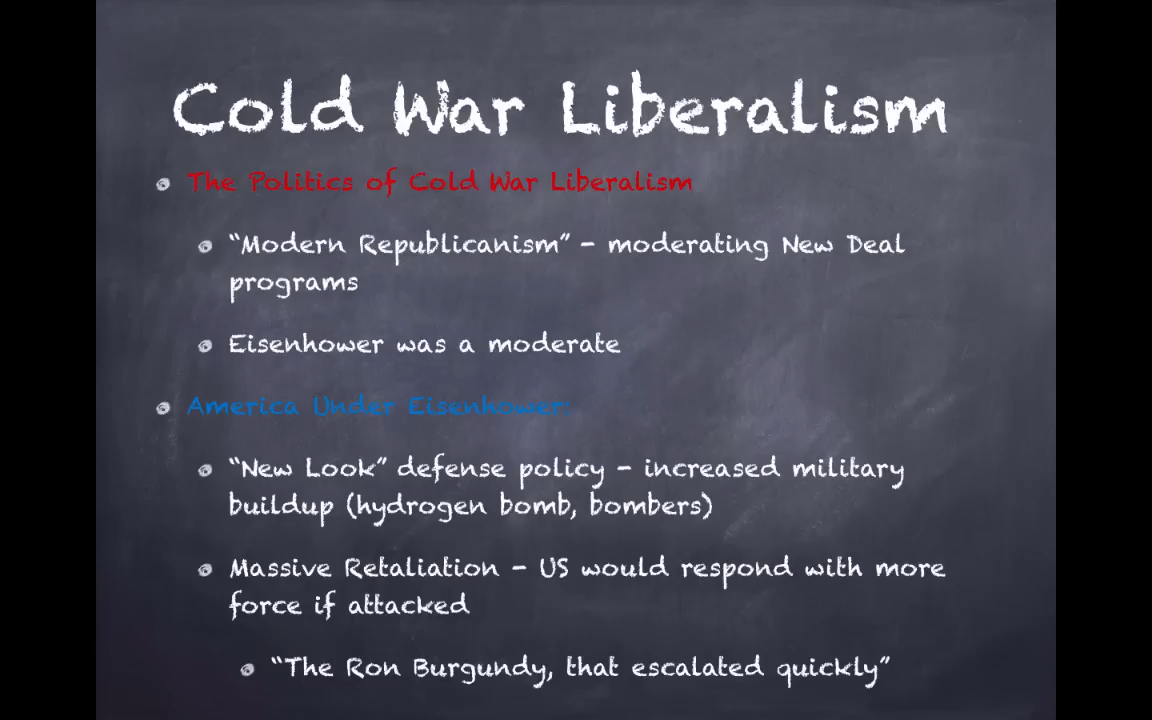 Cold War Liberalism
The Politics of Cold War Liberalism
“Modern Republicanism” - moderating New Deal
programs
Eisenhower was a moderate
America Under Eisenhower:
“New Look” defense policy - increased military
buildup (hydrogen bomb, bombers)
Massive Retaliation - US would respond with more
force if attacked
“The Ron Burgundy, that escalated quickly”